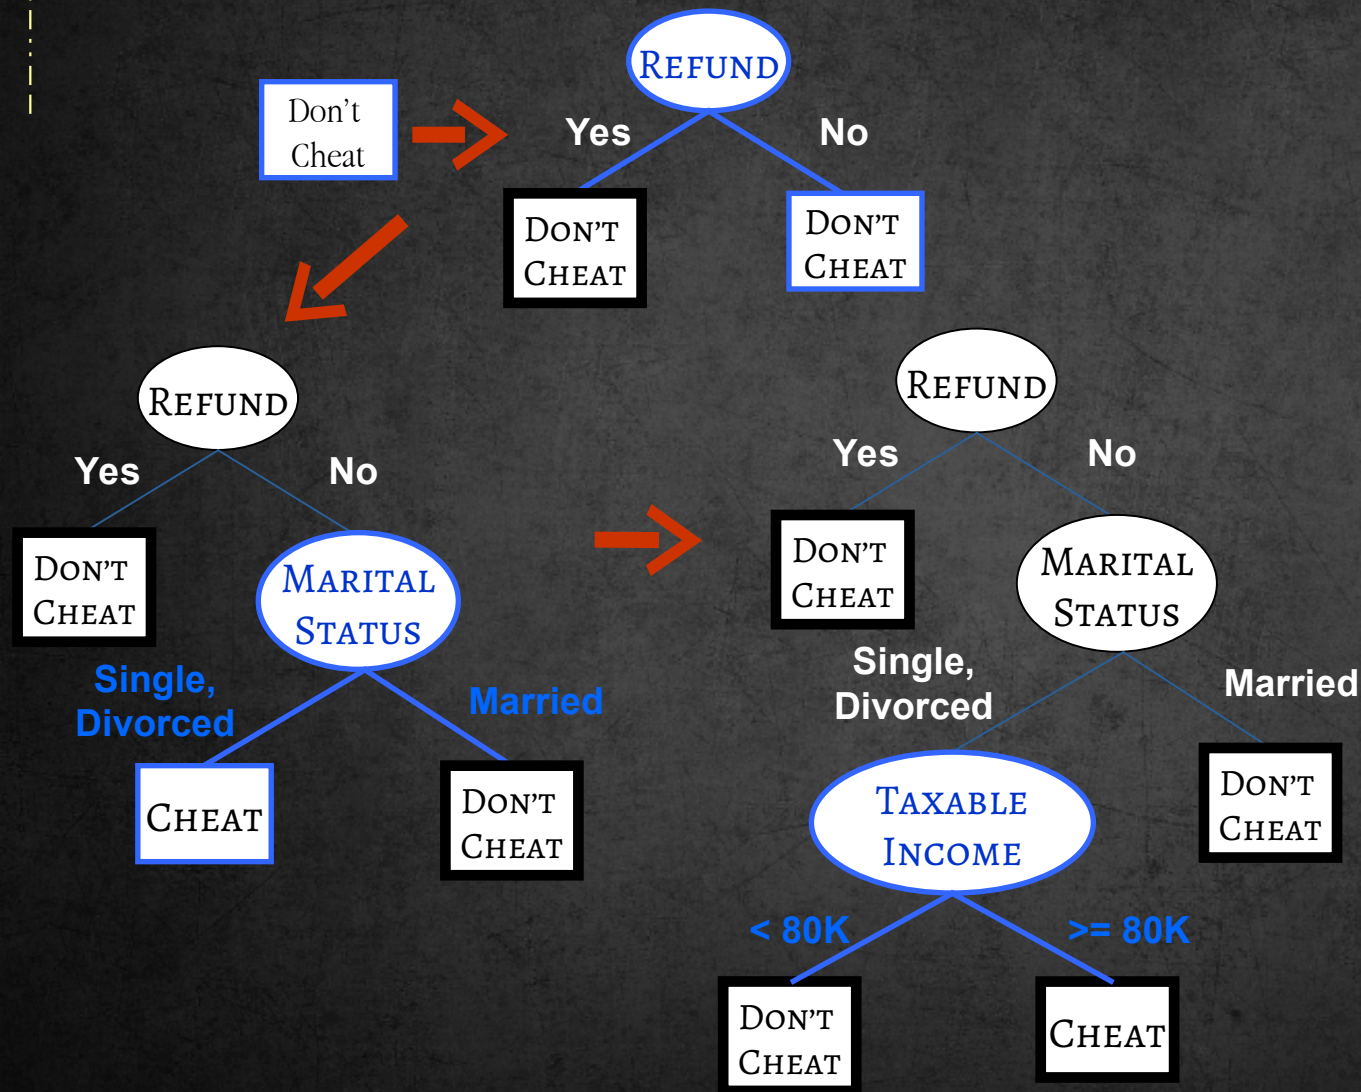 REFUND
Don't
Cheat
Yes
No
DON'T
CHEAT
DON'T
CHEAT
REFUND
Yes
No
DON'T
CHEAT
MARITAL
STATUS
Single,
Divorced
Married
CHEAT
DON'T
CHEAT
REFUND
Yes
No
DON'T
CHEAT
MARITAL
STATUS
Single,
Divorced
Married
TAXABLE
INCOME
DON'T
CHEAT
< 80K
>= 80K
DON'T
CHEAT
CHEAT